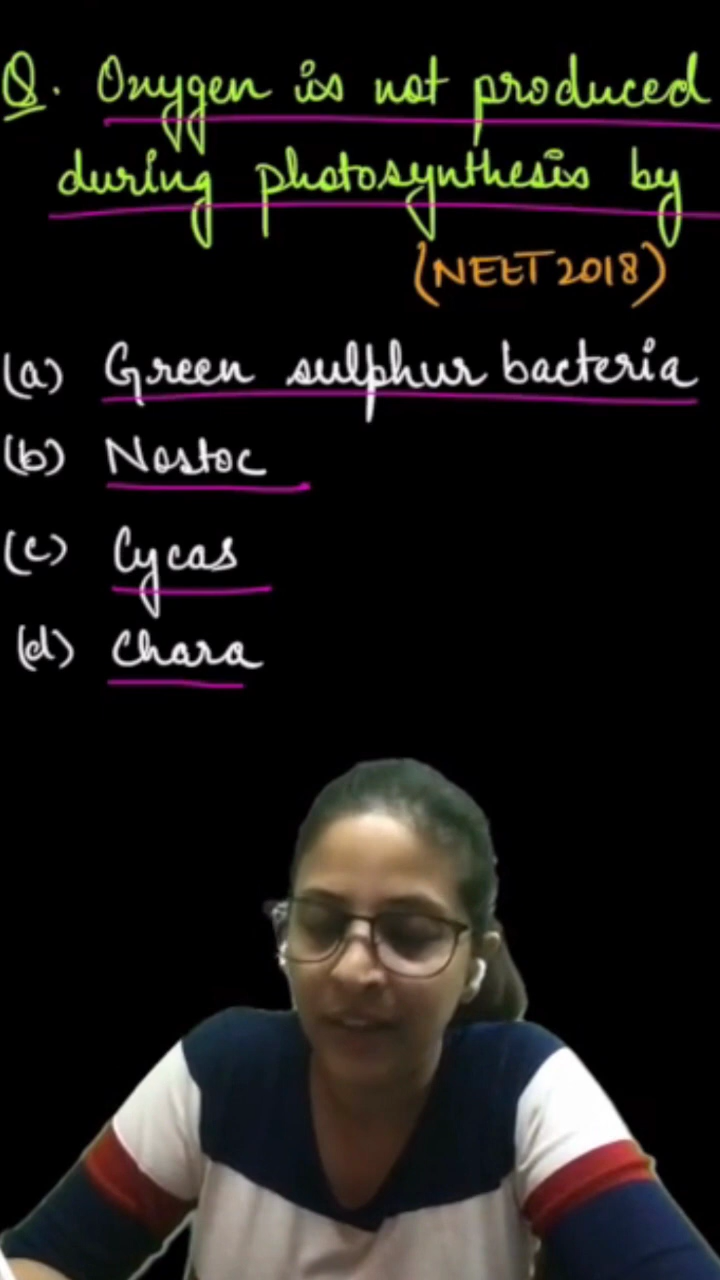 Q. Oxygen is not produced
during photosynthesis by
(NEET 2018)
(a) Green sulphur bacteria
(b) Nostoc
(c) Cycas
(d) Chara